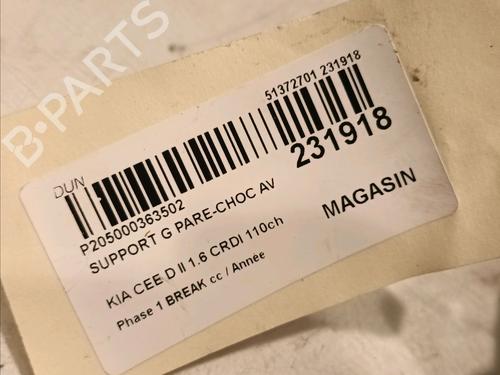 B-PARTS
DUN
51372701 231918
P205000363502
231918
SUPPORT G PARE-CHOC AV
MAGASIN
KIA CEE D II 1.6 CRDI 110ch
Phase 1 BREAK cc / Année